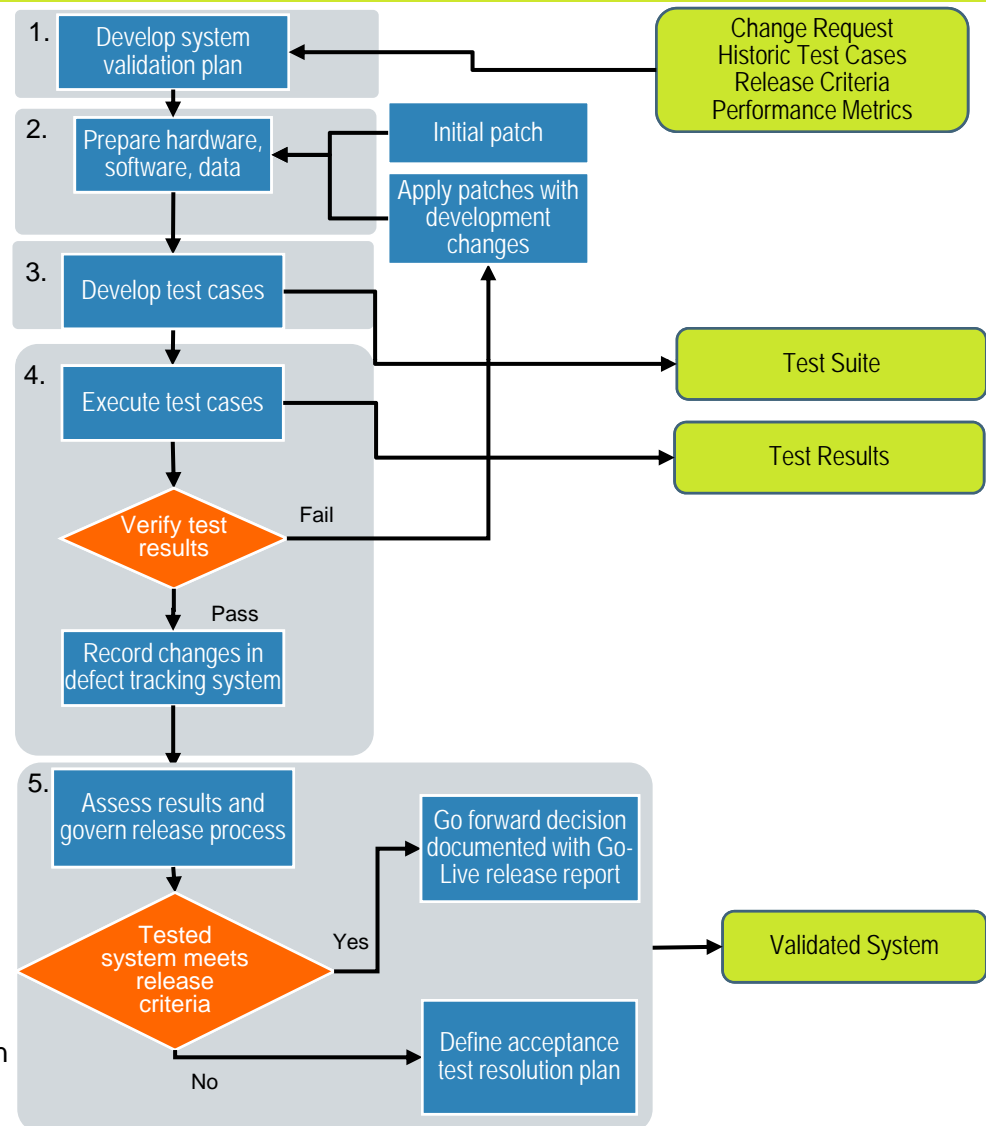 1.
Develop system
validation plan
Change Request
Historic Test Cases
Release Criteria
Performance Metrics
2.
Prepare hardware,
software, data
Initial patch
Apply patches with
development
changes
3.
Develop test cases
Test Suite
4.
Execute test cases
Test Results
Verify test
results
Fail
Pass
Record changes in
defect tracking system
5.
Assess results and
govern release process
Go forward decision
documented with Go-
Live release report
Tested
system meets
release
criteria
Yes
Validated System
Define acceptance
test resolution plan
No